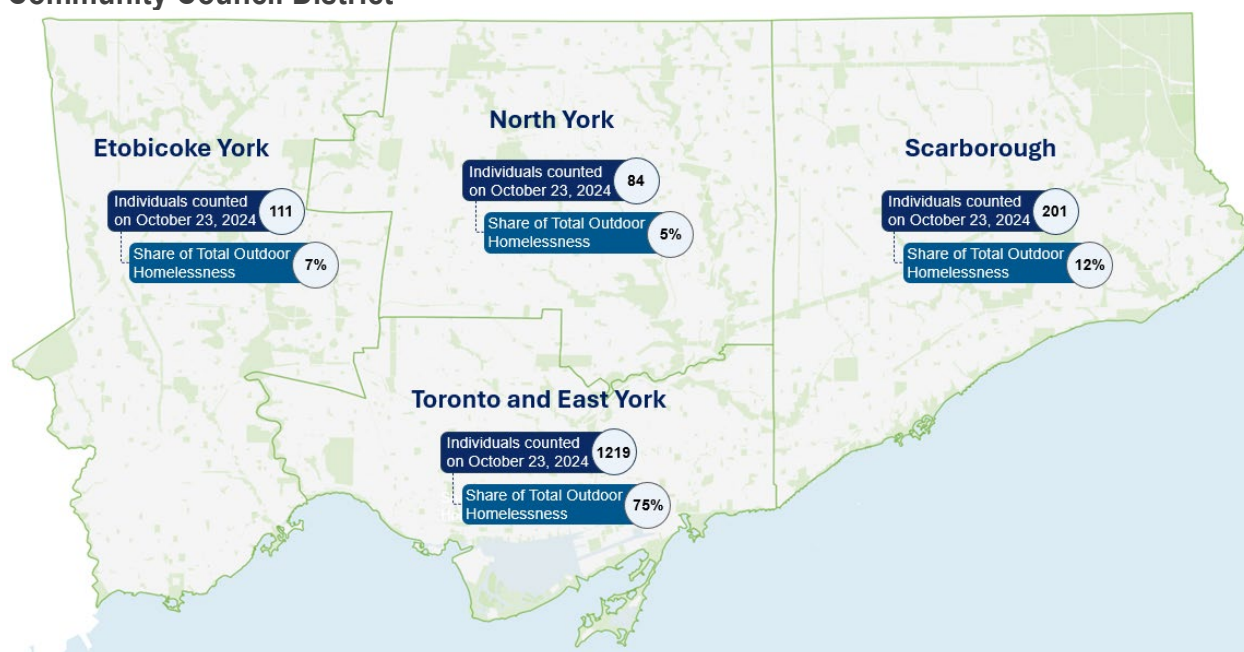 Community Council District
North York
Individuals counted
on October 23, 2024
84
Share of Total Outdoor
Homelessness
5%
Etobicoke York
Individuals counted
on October 23, 2024
111
Share of Total Outdoor
Homelessness
7%
Scarborough
Individuals counted
on October 23, 2024
201
Share of Total Outdoor
Homelessness
12%
Toronto and East York
Individuals counted
on October 23, 2024
1219
Share of Total Outdoor
Homelessness
75%